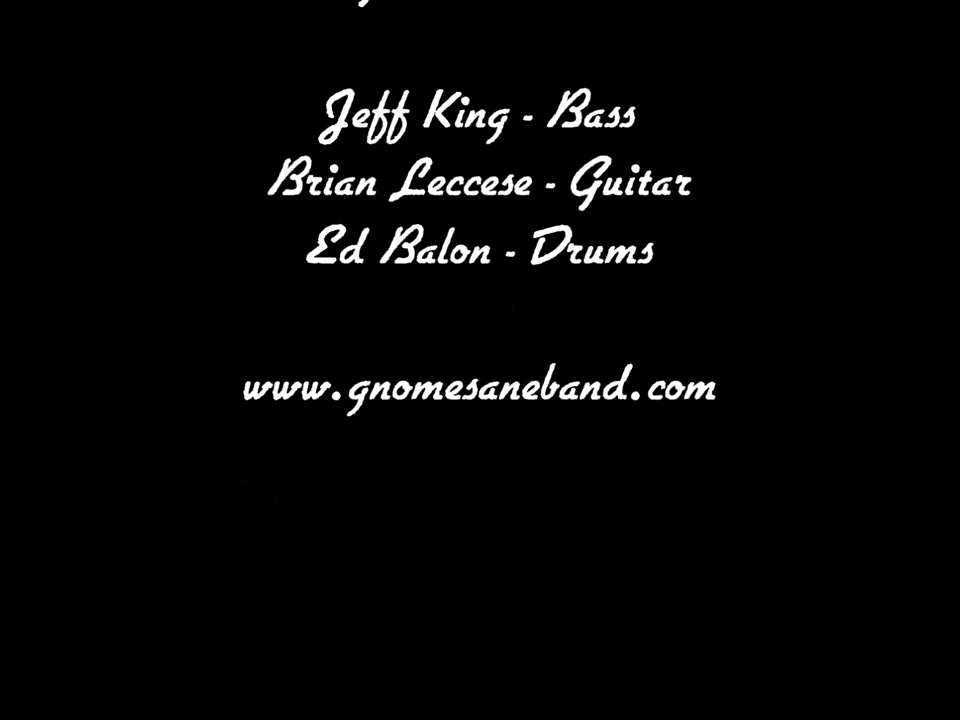 Jeff King - Bass
Brian Leccese - Guitar
Ed Balon - Drums
www.gnomesaneband.com